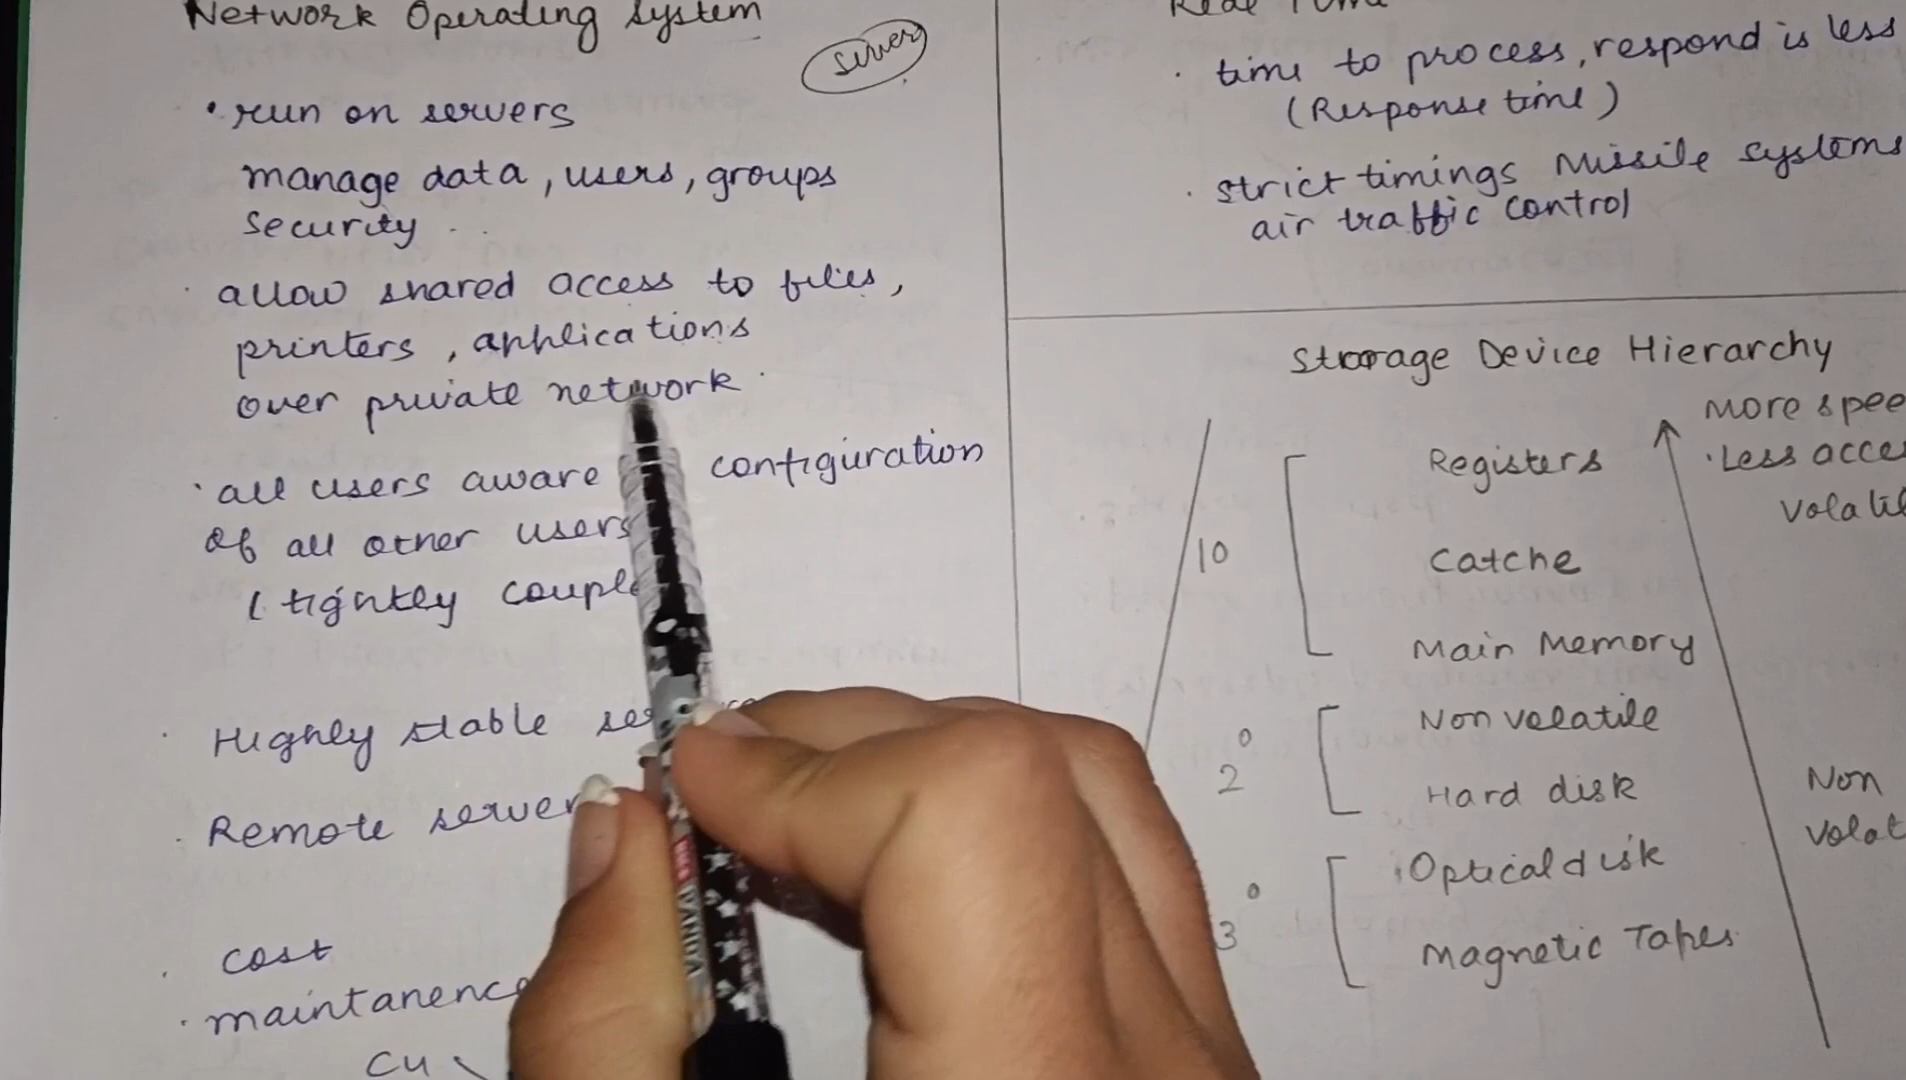 Network Operating System
server
• run on servers
manage data, users, groups
security
· allow shared access to files,
printers, applications
over private network
· all users aware configuration
of all other users
(tightly couple
· Highly stable
· Remote server
· cost
· maintanence
CU
· time to process, respond is less
(Response time)
· strict timings Missile systems
air traffic control
Storage Device Hierarchy
more spee
Registers
· Less acce
volatil
10
Catche
Main Memory
Non volatile
2°
Hard disk
Non
volat
Optical disk
3°
Magnetic Tapes
PANDA